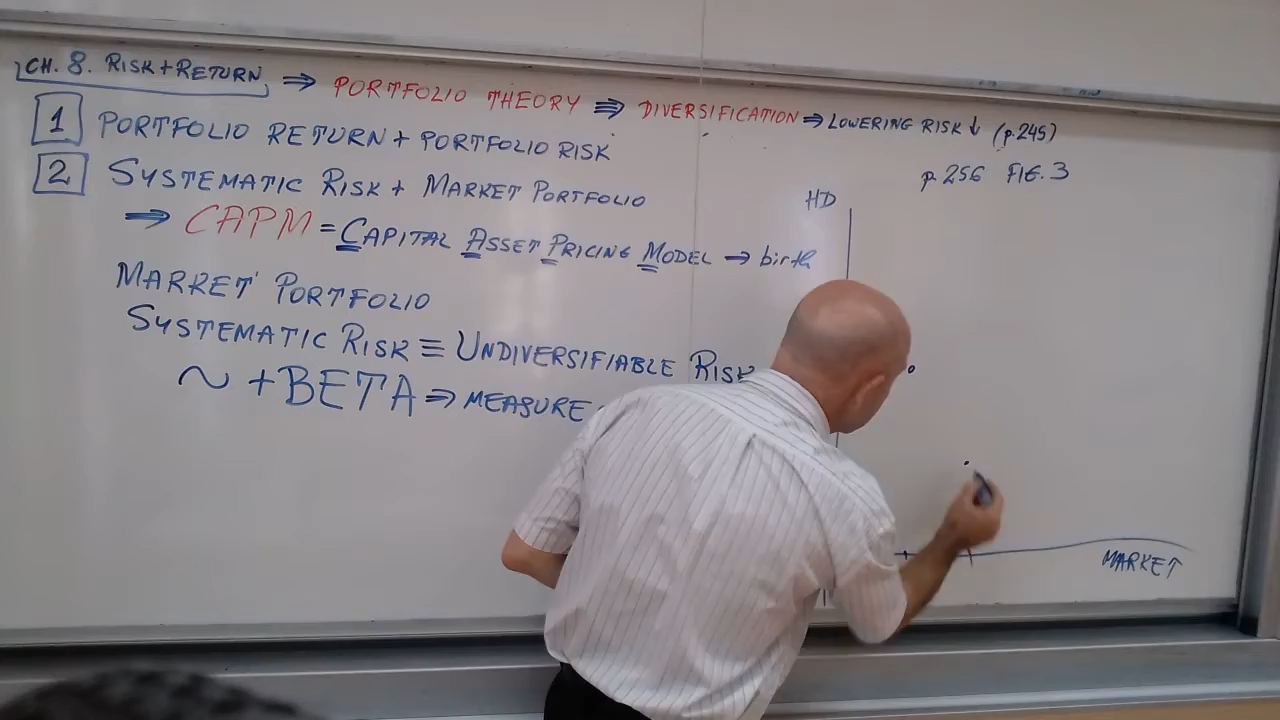 CH. 8. RISK+RETURN ⇒ PORTFOLIO THEORY ⇛ DIVERSIFICATION ⇒ LOWERING RISK ↓ (p.245)
1 PORTFOLIO RETURN + PORTFOLIO RISK
p. 256 FIG. 3
2 SYSTEMATIC RISK + MARKET PORTFOLIO
HD
⇒ CAPM = CAPITAL ASSET PRICING MODEL → birth
MARKET PORTFOLIO
SYSTEMATIC RISK ≡ UNDIVERSIFIABLE RISK
~ + BETA ⇒ MEASURE
MARKET